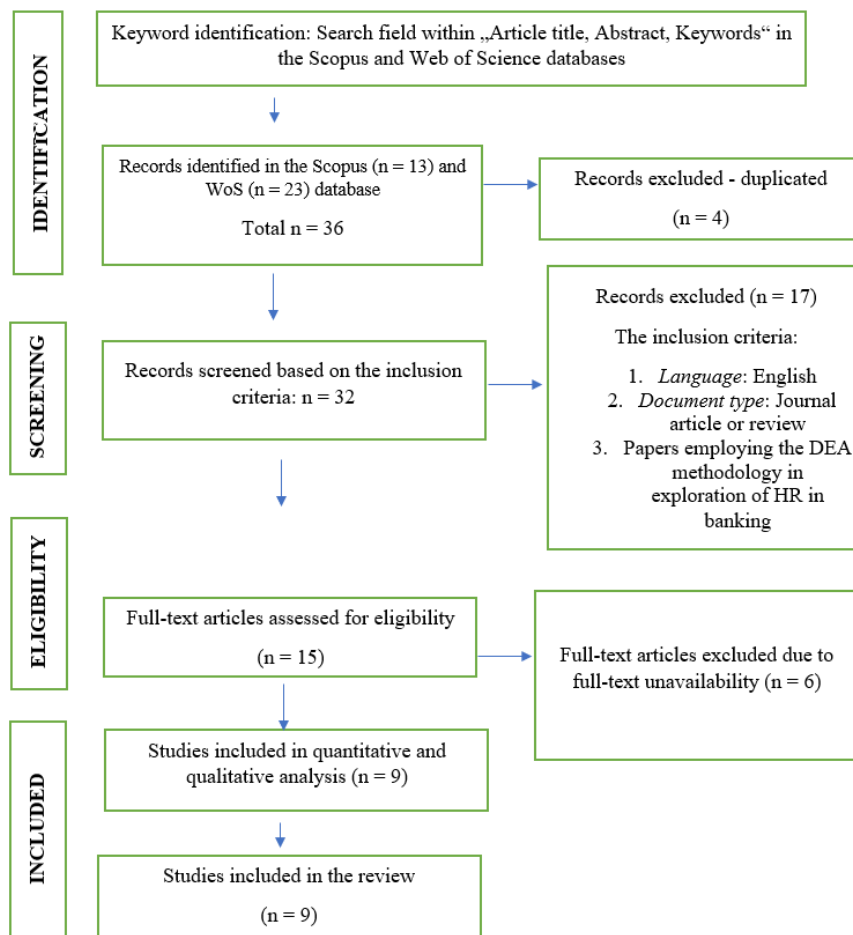 IDENTIFICATION
Keyword identification: Search field within „Article title, Abstract, Keywords“ in
the Scopus and Web of Science databases
Records identified in the Scopus (n = 13) and
WoS (n = 23) database
Total n = 36
Records excluded - duplicated
(n = 4)
SCREENING
Records screened based on the inclusion
criteria: n = 32
Records excluded (n = 17)
The inclusion criteria:
1. Language: English
2. Document type: Journal
article or review
3. Papers employing the DEA
methodology in
exploration of HR in
banking
ELIGIBILITY
Full-text articles assessed for eligibility
(n = 15)
Full-text articles excluded due to
full-text unavailability (n = 6)
INCLUDED
Studies included in quantitative and
qualitative analysis (n = 9)
Studies included in the review
(n = 9)